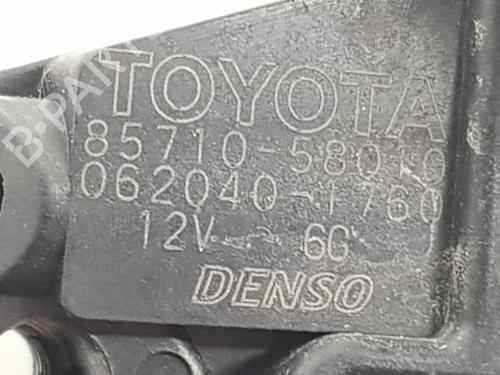 TOYOTA
85710-58010
062040-1760
12V 6G
DENSO
B-PARTS